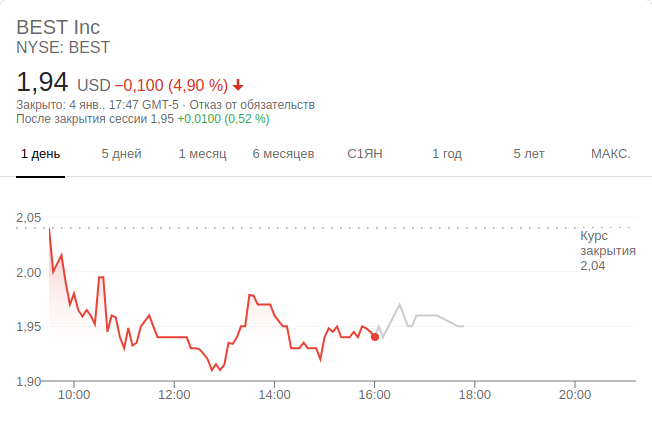 BEST Inc
NYSE: BEST
1,94 USD −0,100 (4,90 %)
Закрыто: 4 янв., 17:47 GMT-5 · Отказ от обязательств
После закрытия сессии 1,95 +0,0100 (0,52 %)
1 день 5 дней 1 месяц 6 месяцев С1ЯН 1 год 5 лет МАКС.
2,05
Курс
закрытия
2,04
2,00
1,95
1,90
10:00 12:00 14:00 16:00 18:00 20:00